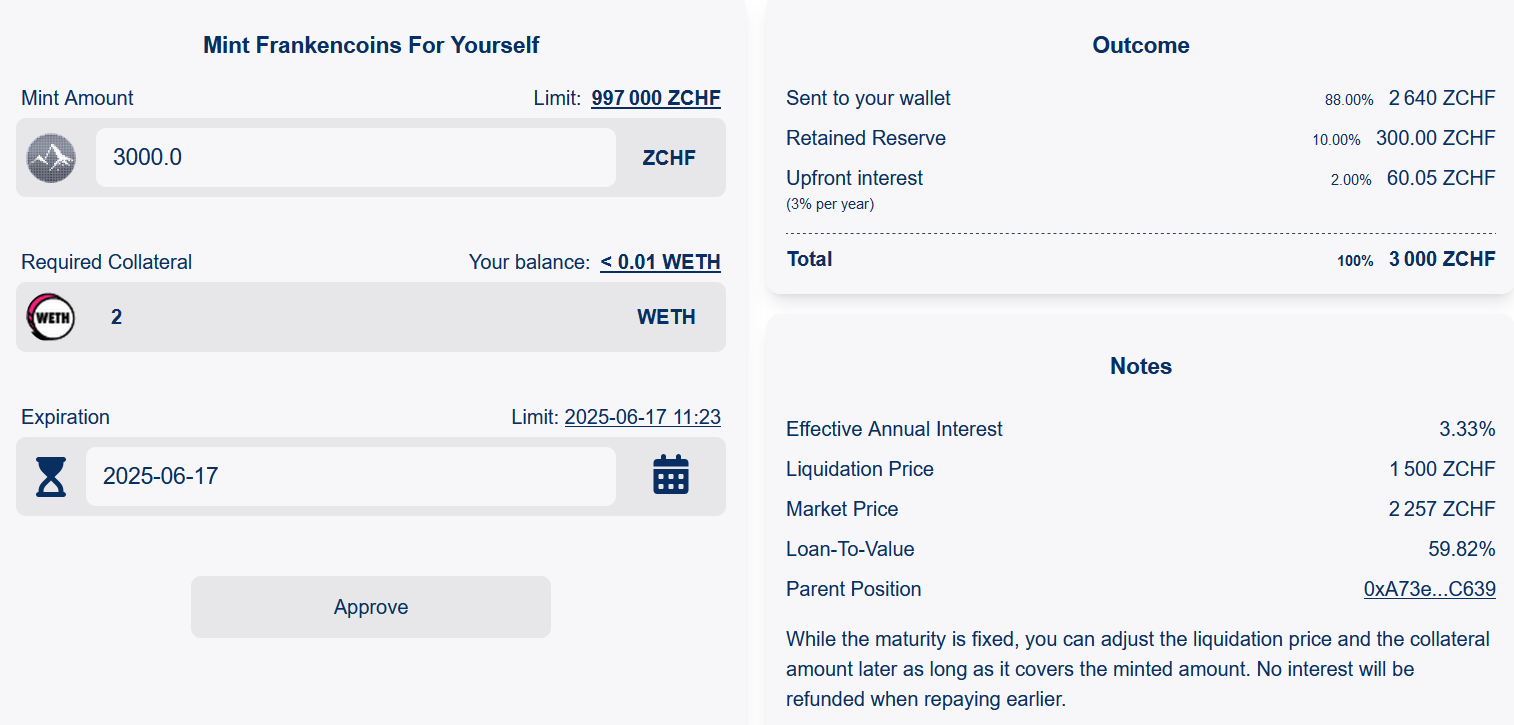 Mint Frankencoins For Yourself
Mint Amount Limit: 997 000 ZCHF
3000.0 ZCHF
Required Collateral Your balance: < 0.01 WETH
WETH 2 WETH
Expiration Limit: 2025-06-17 11:23
2025-06-17
Approve
Outcome
Sent to your wallet 88.00% 2 640 ZCHF
Retained Reserve 10.00% 300.00 ZCHF
Upfront interest 2.00% 60.05 ZCHF
(3% per year)
Total 100% 3 000 ZCHF
Notes
Effective Annual Interest 3.33%
Liquidation Price 1 500 ZCHF
Market Price 2 257 ZCHF
Loan-To-Value 59.82%
Parent Position 0xA73e...C639
While the maturity is fixed, you can adjust the liquidation price and the collateral
amount later as long as it covers the minted amount. No interest will be
refunded when repaying earlier.